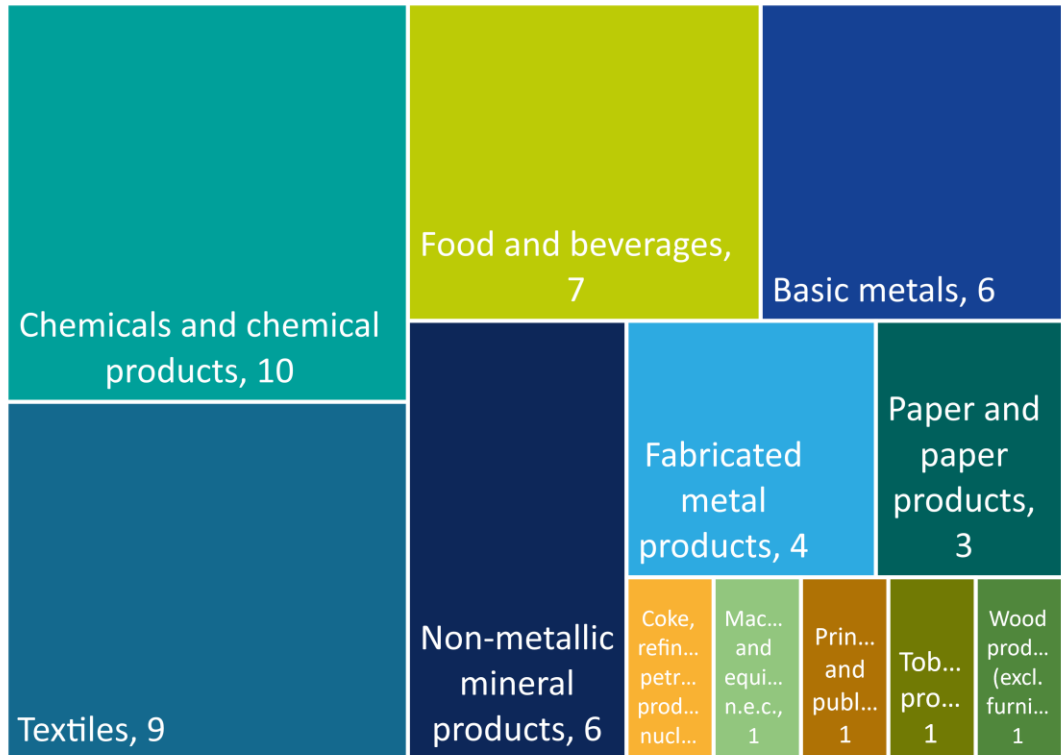 Chemicals and chemical
products, 10
Textiles, 9
Food and beverages,
7
Basic metals, 6
Non-metallic
mineral
products, 6
Fabricated
metal
products, 4
Paper and
paper
products,
3
Coke,
refin...
petr...
prod...
nucl...
Mac...
and
equi...
n.e.c.,
1
Prin...
and
publ...
1
Tob...
pro...
1
Wood
prod...
(excl.
furni...
1